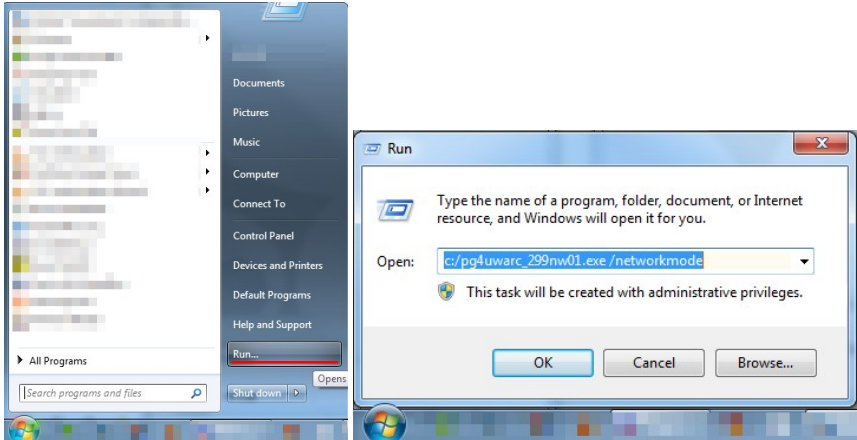 Documents
Pictures
Music
Computer
Connect To
Control Panel
Devices and Printers
Default Programs
Help and Support
Run...
Opens
All Programs
Search programs and files
Shut down
Run
Type the name of a program, folder, document, or Internet
resource, and Windows will open it for you.
Open:
c:/pg4uwarc_299nw01.exe /networkmode
This task will be created with administrative privileges.
OK
Cancel
Browse...